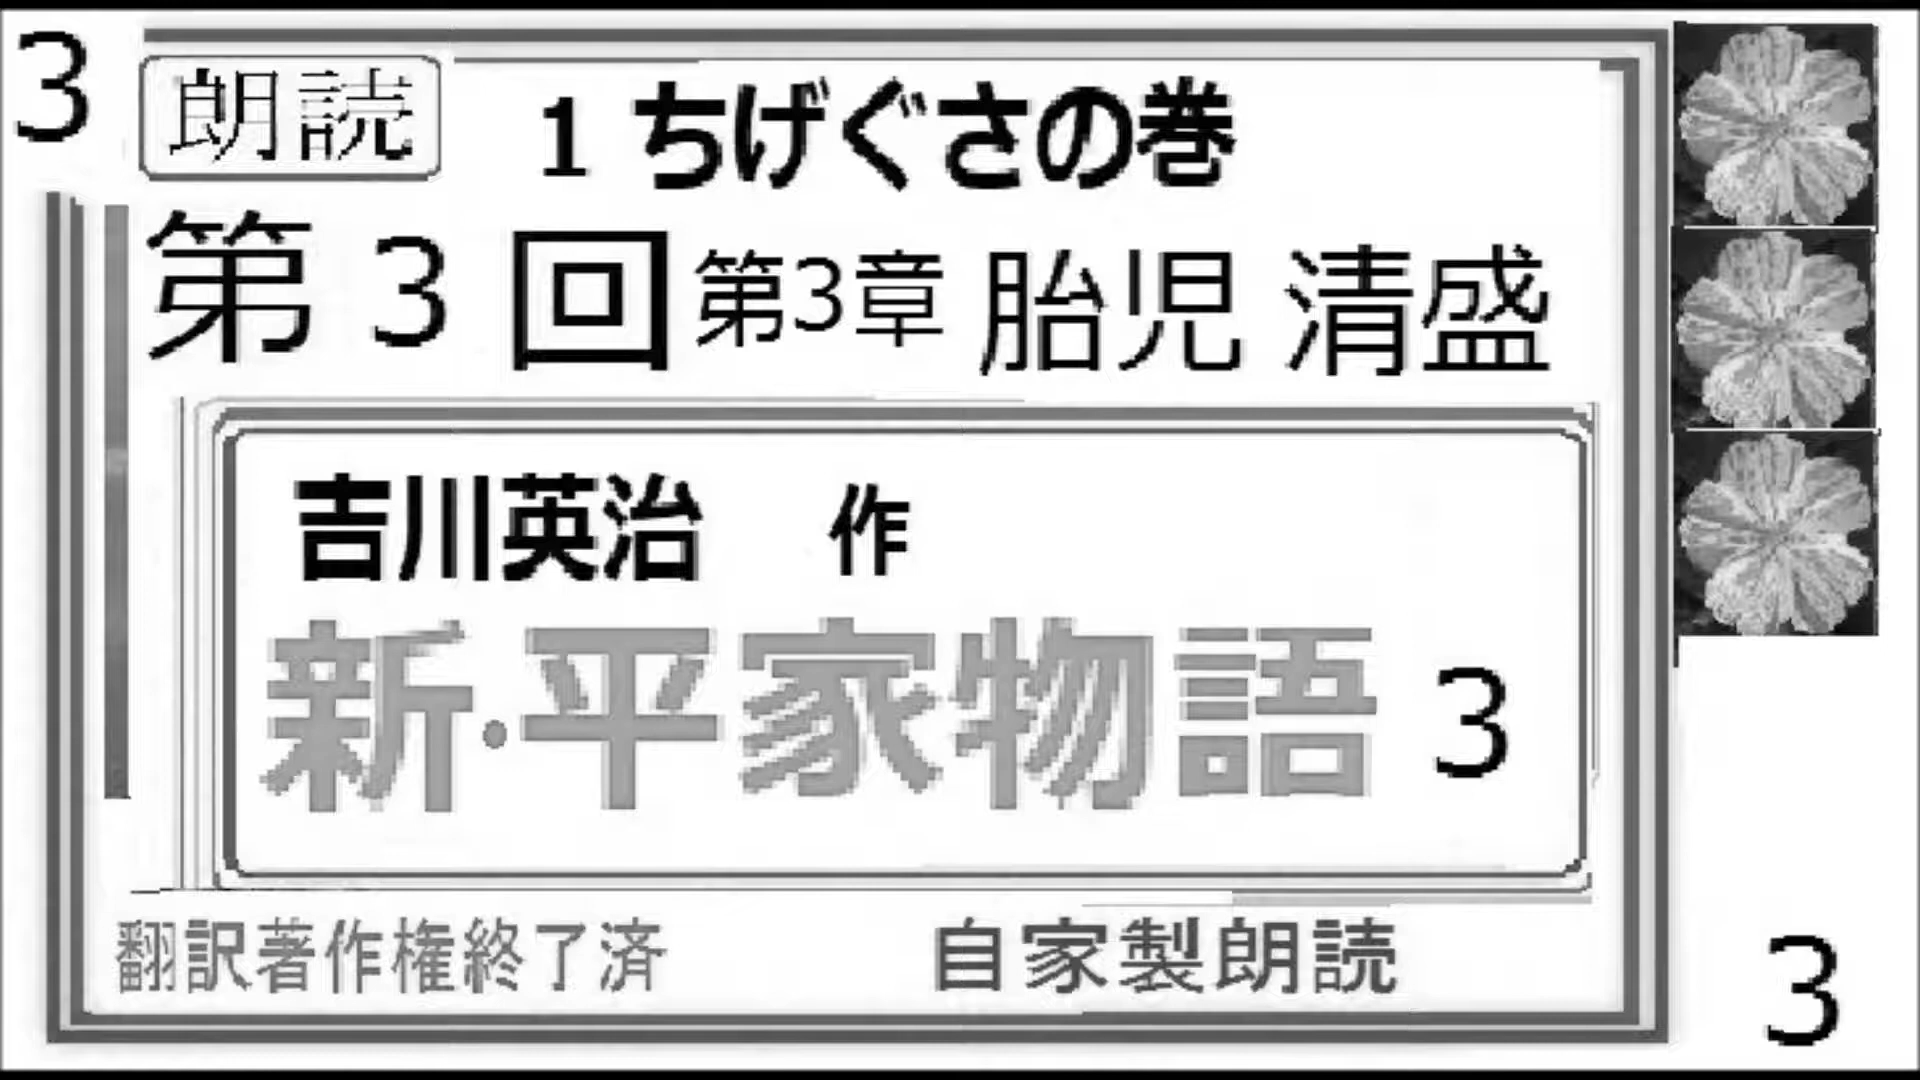 3
朗読 1 ちげぐさの巻
第3回 第3章 胎児 清盛
吉川英治 作
新・平家物語 3
翻訳著作権終了済 自家製朗読
3